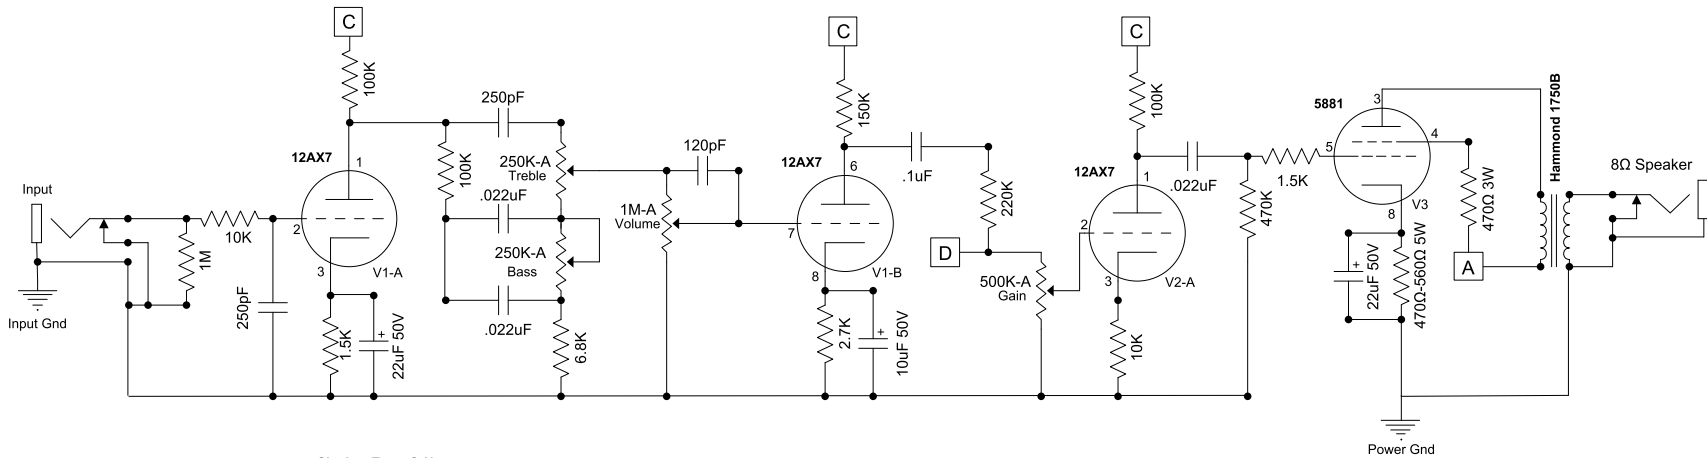 C
100K
250pF
12AX7
1
100K
250K-A
Treble
.022uF
250K-A
Bass
.022uF
6.8K
Input
10K
2
1M
3
V1-A
250pF
1.5K
+
22uF 50V
Input Gnd
120pF
1M-A
Volume
C
150K
12AX7
6
7
8
V1-B
2.7K
+
10uF 50V
.1uF
220K
D
500K-A
Gain
C
100K
12AX7
1
2
3
V2-A
10K
.022uF
470K
1.5K
5881
3
4
5
8
V3
+
22uF 50V
470Ω-560Ω 5W
470Ω 3W
A
Hammond 1750B
8Ω Speaker
Power Gnd